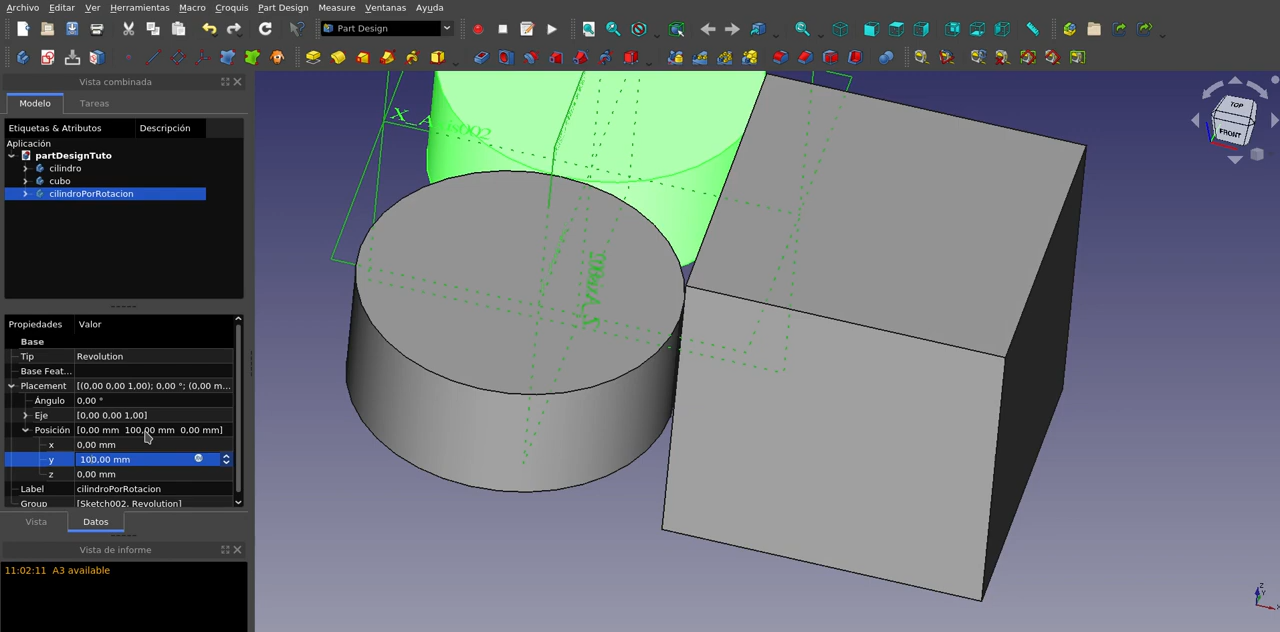 Archivo Editar Ver Herramientas Macro Croquis Part Design Measure Ventanas Ayuda
Part Design
Vista combinada
Modelo Tareas
Etiquetas & Atributos Descripción
Aplicación
partDesignTuto
cilindro
cubo
cilindroPorRotacion
Propiedades Valor
Base
Tip Revolution
Base Feat...
Placement [(0,00 0,00 1,00); 0,00 °; (0,00 m...
Ángulo 0,00 °
Eje [0,00 0,00 1,00]
Posición [0,00 mm 100,00 mm 0,00 mm]
x 0,00 mm
y 100,00 mm
z 0,00 mm
Label cilindroPorRotacion
Group [Sketch002, Revolution]
Vista Datos
Vista de informe
11:02:11 A3 available
X_Axis002
TOP
FRONT
Z
Y
X